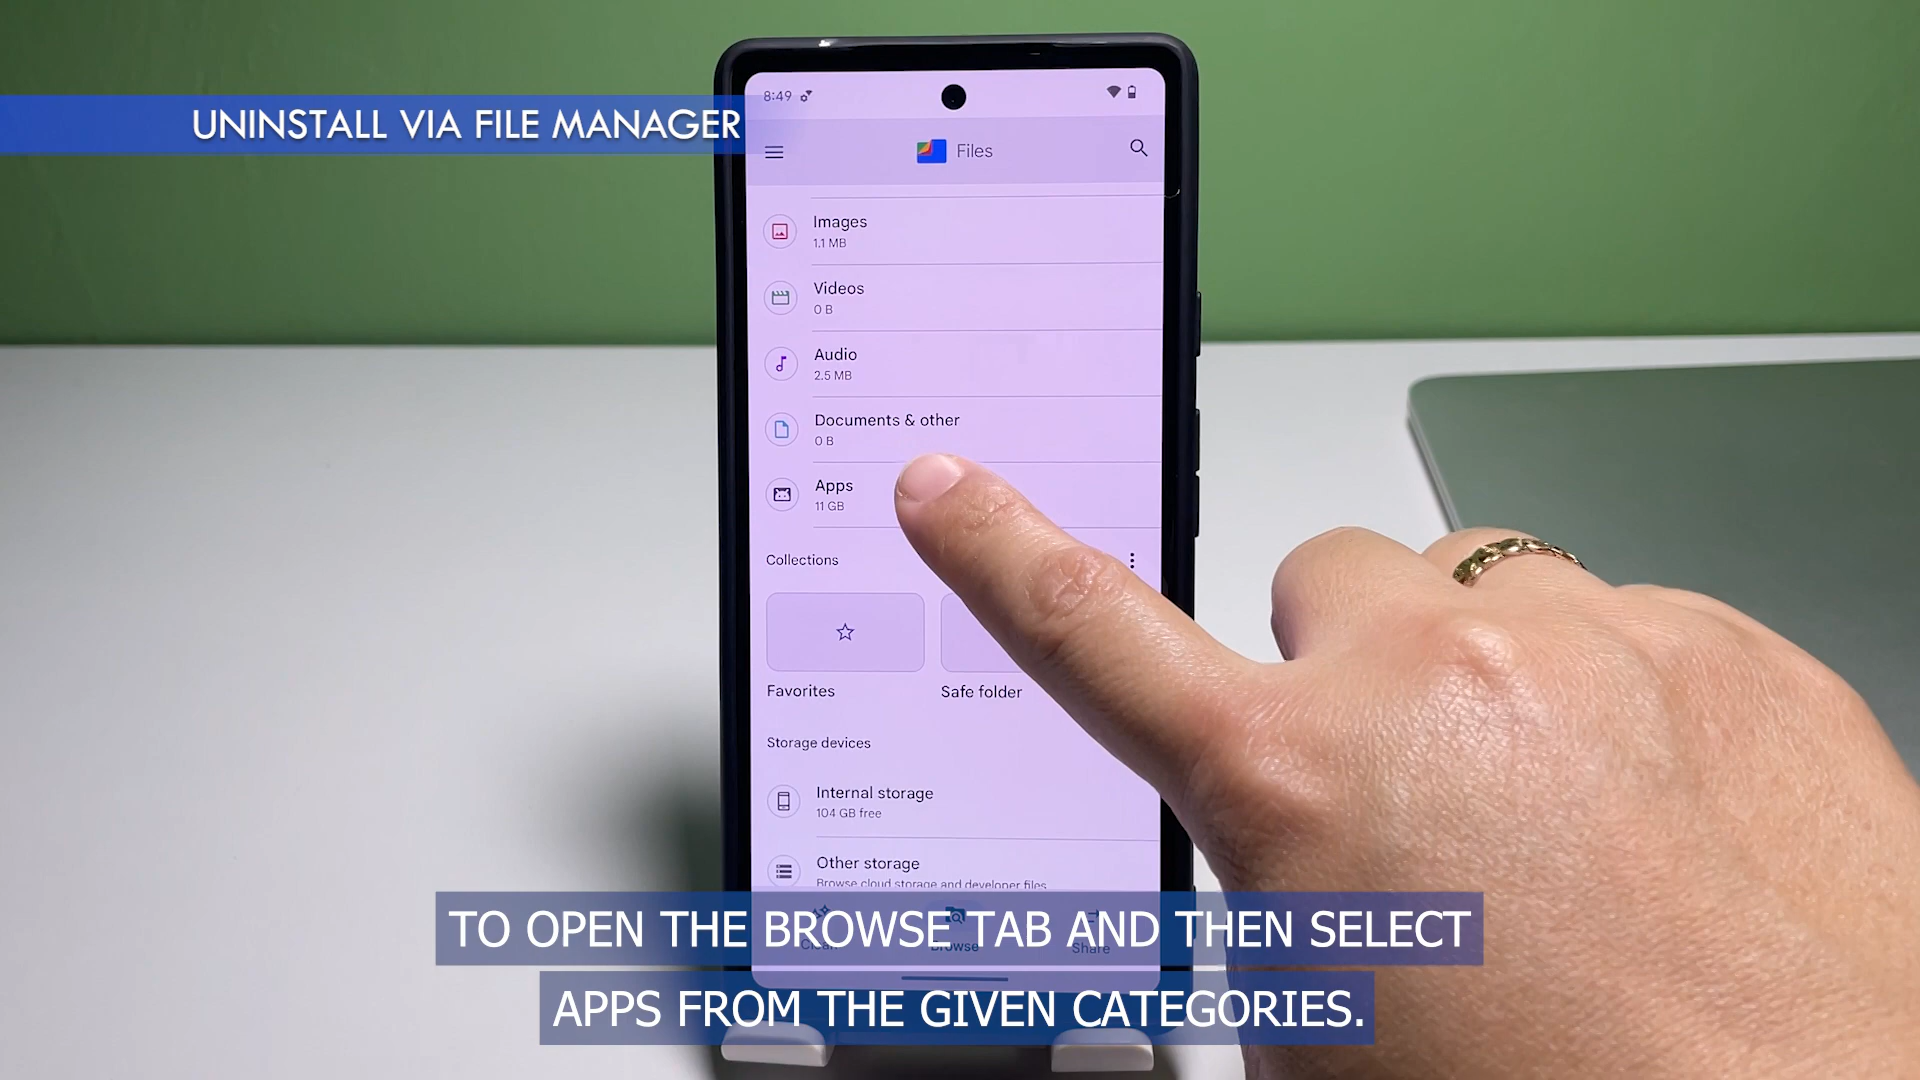 UNINSTALL VIA FILE MANAGER
8:49
Files
Images
1.1 MB
Videos
0 B
Audio
2.5 MB
Documents & other
0 B
Apps
11 GB
Collections
Favorites
Safe folder
Storage devices
Internal storage
104 GB free
Other storage
Browse cloud storage and developer files
Clean
Browse
Share
TO OPEN THE BROWSE TAB AND THEN SELECT
APPS FROM THE GIVEN CATEGORIES.